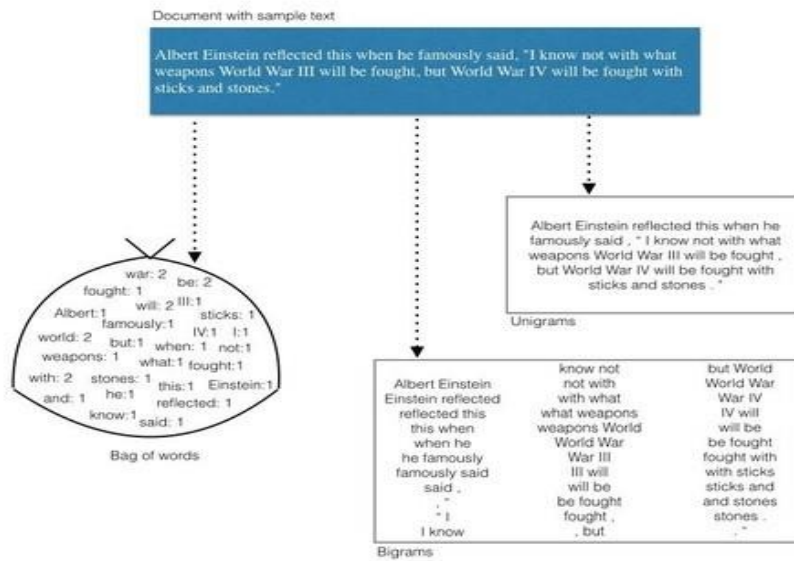 Document with sample text
Albert Einstein reflected this when he famously said, "I know not with what
weapons World War III will be fought, but World War IV will be fought with
sticks and stones."
war: 2
be: 2
fought: 1
will: 2
III:1
Albert:1
sticks: 1
famously:1
IV:1
I:1
world: 2
but:1
when: 1
not:1
weapons: 1
what:1
fought:1
with: 2
stones: 1
this:1
Einstein:1
and: 1
he:1
reflected: 1
know:1
said: 1
Bag of words
Albert Einstein reflected this when he
famously said , " I know not with what
weapons World War III will be fought ,
but World War IV will be fought with
sticks and stones . "
Unigrams
Albert Einstein
Einstein reflected
reflected this
this when
when he
he famously
famously said
said ,
, "
" I
I know
know not
not with
with what
what weapons
weapons World
World War
War III
III will
will be
be fought
fought ,
, but
but World
World War
War IV
IV will
will be
be fought
fought with
with sticks
sticks and
and stones
stones .
. "
Bigrams